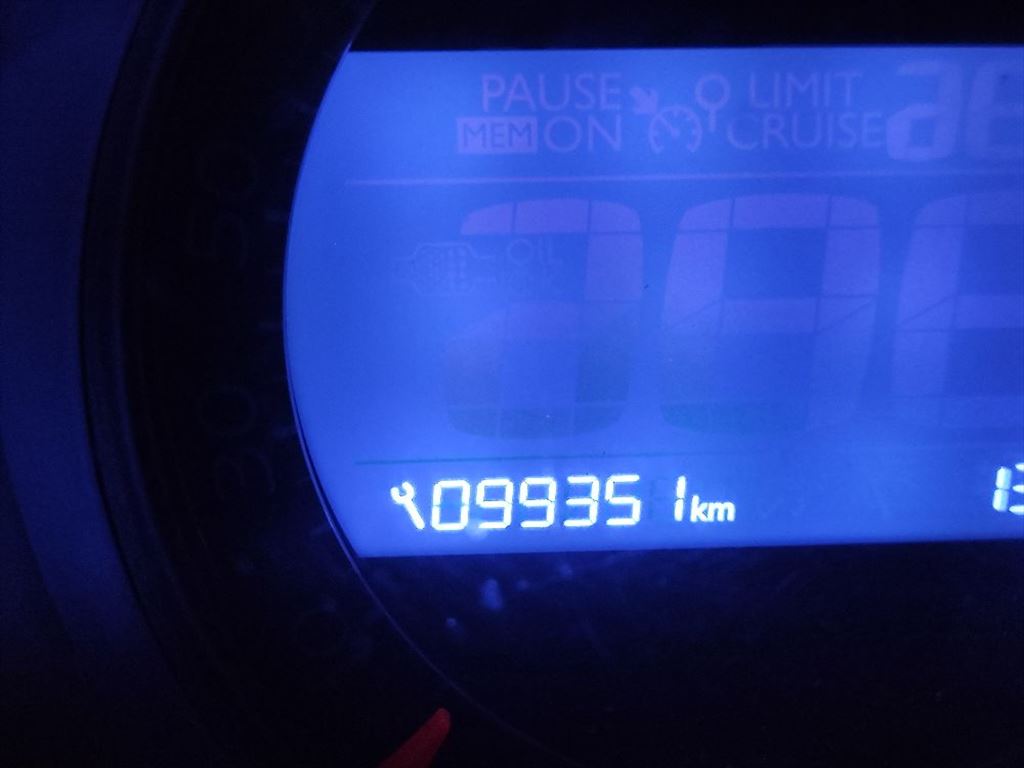 PAUSE LIMIT
MEM ON CRUISE
OIL
099351 km